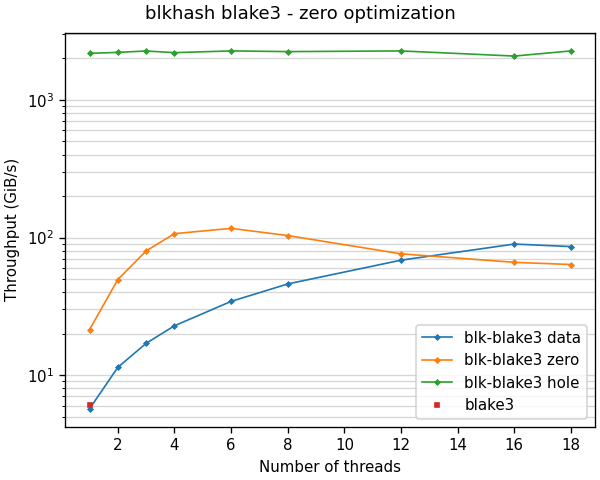 blkhash blake3 - zero optimization
Throughput (GiB/s)
10³
10²
10¹
2 4 6 8 10 12 14 16 18
Number of threads
blk-blake3 data
blk-blake3 zero
blk-blake3 hole
blake3